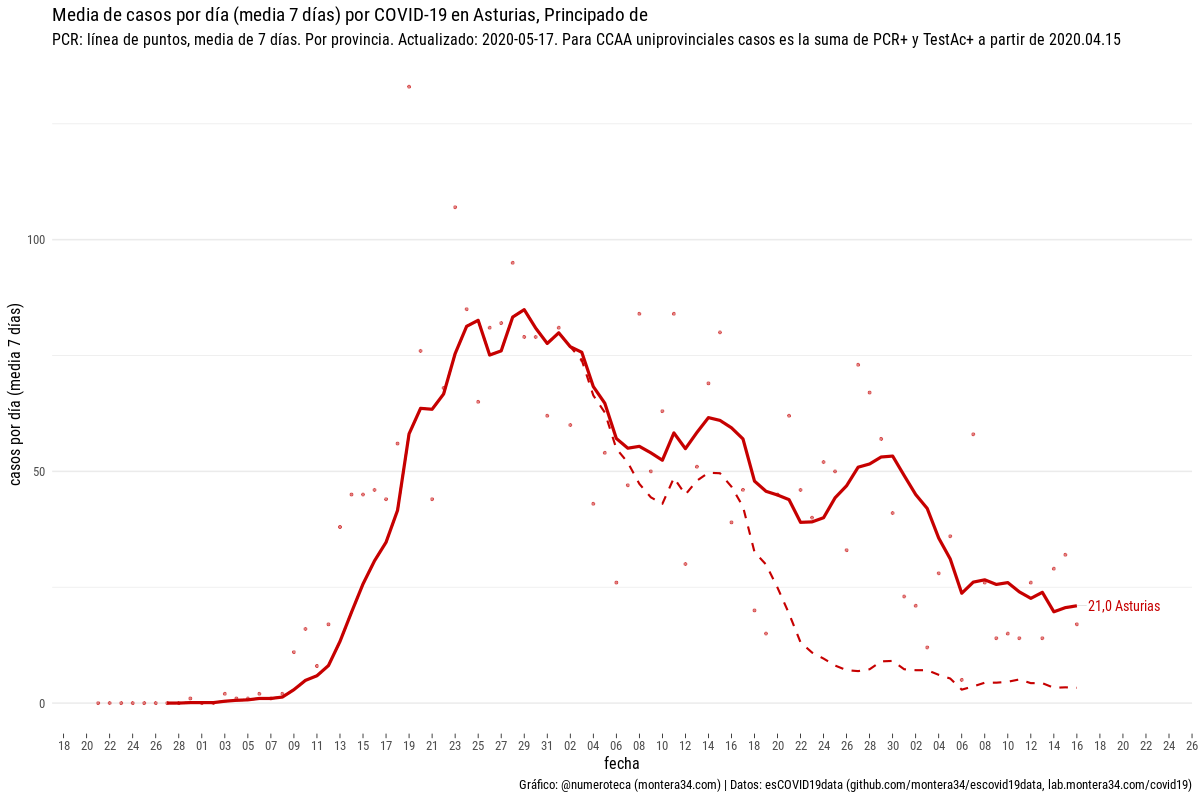 Media de casos por día (media 7 días) por COVID-19 en Asturias, Principado de
PCR: línea de puntos, media de 7 días. Por provincia. Actualizado: 2020-05-17. Para CCAA uniprovinciales casos es la suma de PCR+ y TestAc+ a partir de 2020.04.15
casos por día (media 7 días)
100
50
0
21,0 Asturias
18 20 22 24 26 28 01 03 05 07 09 11 13 15 17 19 21 23 25 27 29 31 02 04 06 08 10 12 14 16 18 20 22 24 26 28 30 02 04 06 08 10 12 14 16 18 20 22 24 26
fecha
Gráfico: @numeroteca (montera34.com) | Datos: esCOVID19data (github.com/montera34/escovid19data, lab.montera34.com/covid19)